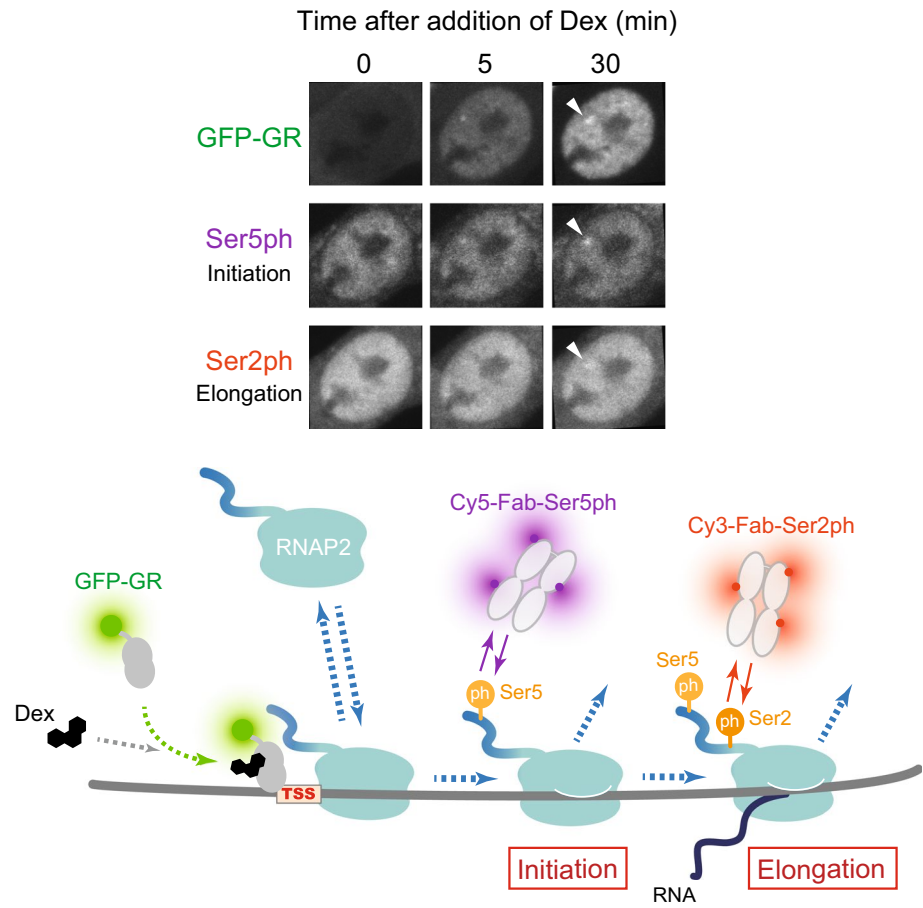 Time after addition of Dex (min)
0 5 30
GFP-GR
Ser5ph
Initiation
Ser2ph
Elongation
Cy5-Fab-Ser5ph
Cy3-Fab-Ser2ph
RNAP2
GFP-GR
Ser5
ph Ser5
ph
ph Ser2
Dex
TSS
Initiation
Elongation
RNA